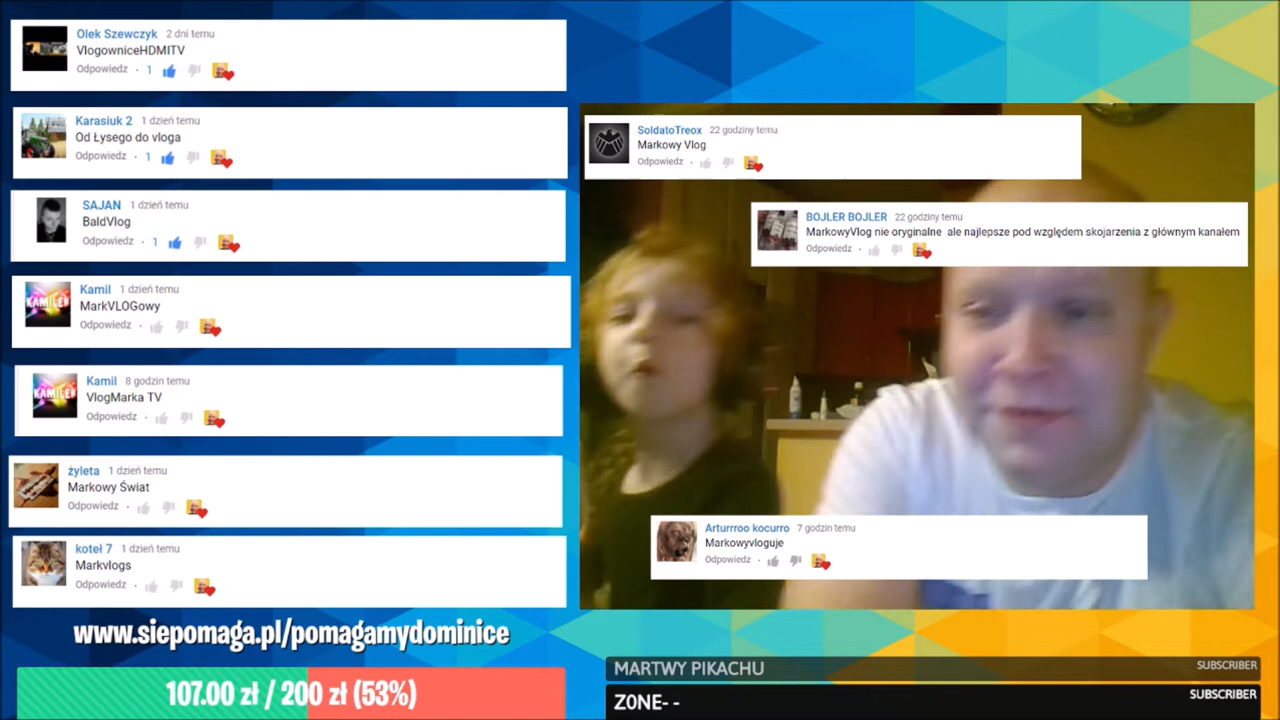 Olek Szewczyk 2 dni temu
VlogowniceHDMITV
Odpowiedz · 1
Karasiuk 2 1 dzień temu
Od Łysego do vloga
Odpowiedz · 1
SAJAN 1 dzień temu
BaldVlog
Odpowiedz · 1
KAMILEK
Kamil 1 dzień temu
MarkVLOGowy
Odpowiedz ·
KAMILEK
Kamil 8 godzin temu
VlogMarka TV
Odpowiedz ·
żyleta 1 dzień temu
Markowy Świat
Odpowiedz ·
koteł 7 1 dzień temu
Markvlogs
Odpowiedz ·
www.siepomaga.pl/pomagamydominice
107.00 zł / 200 zł (53%)
SoldatoTreox 22 godziny temu
Markowy Vlog
Odpowiedz ·
BOJLER BOJLER 22 godziny temu
MarkowyVlog nie oryginalne ale najlepsze pod względem skojarzenia z głównym kanałem
Odpowiedz ·
Arturrroo kocurro 7 godzin temu
Markowyvloguje
Odpowiedz ·
MARTWY PIKACHU SUBSCRIBER
Z0NE- - SUBSCRIBER